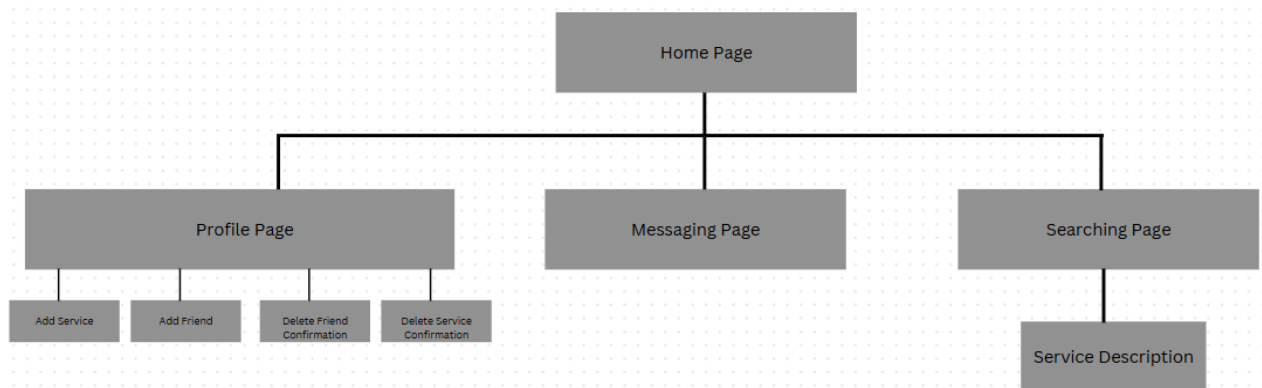 Home Page
Profile Page
Messaging Page
Searching Page
Add Service
Add Friend
Delete Friend
Confirmation
Delete Service
Confirmation
Service Description